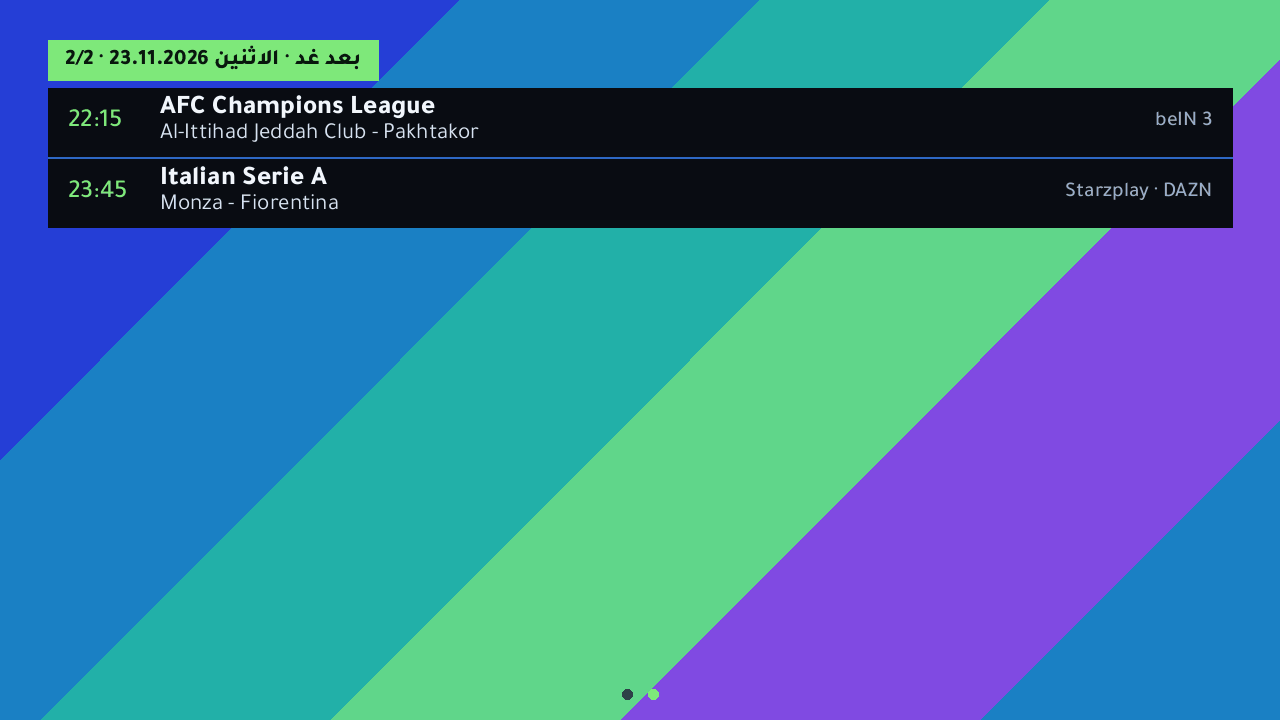 بعد غد · الاثنين 23.11.2026 · 2/2
22:15
AFC Champions League
Al-Ittihad Jeddah Club - Pakhtakor
beIN 3
23:45
Italian Serie A
Monza - Fiorentina
Starzplay · DAZN